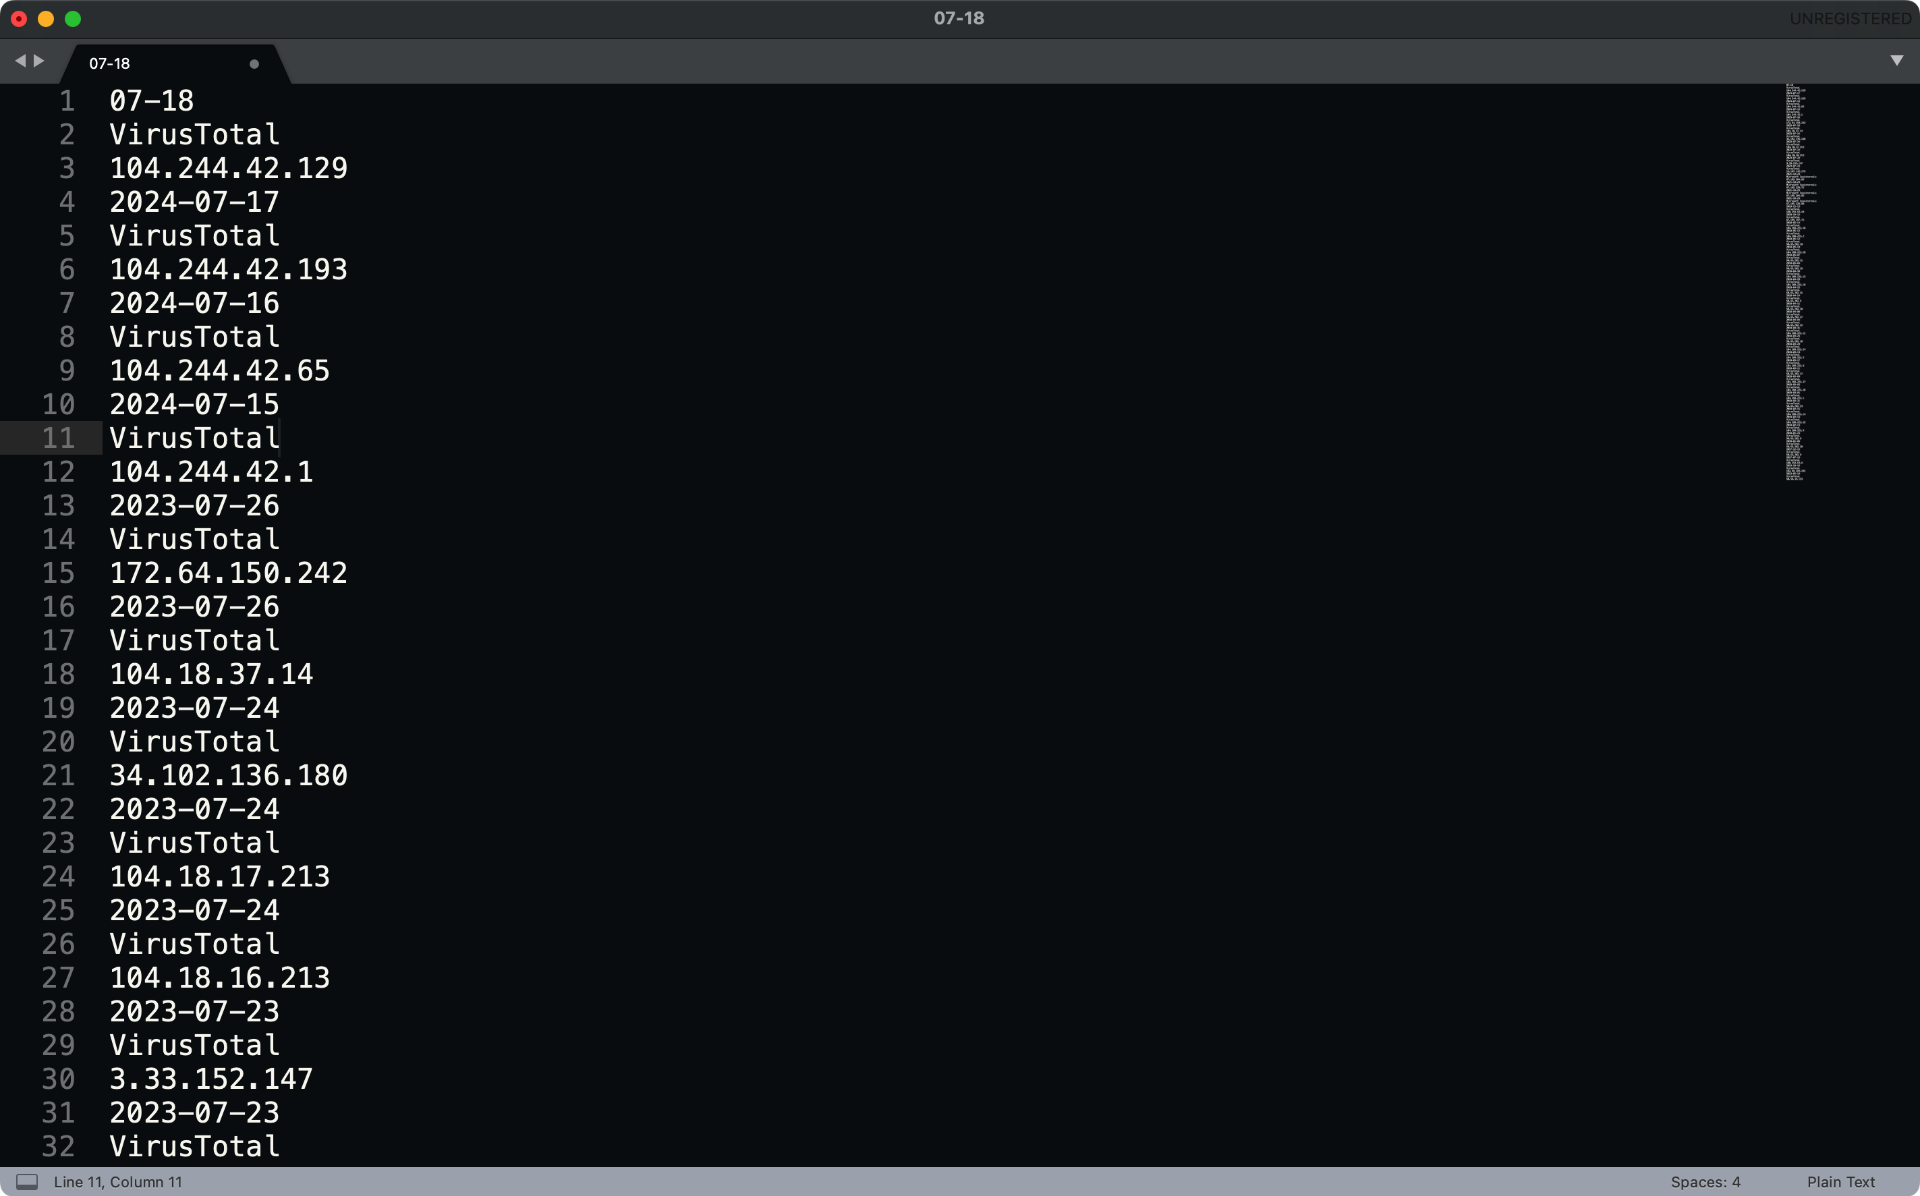 07-18
UNREGISTERED
07-18
1 07-18
2 VirusTotal
3 104.244.42.129
4 2024-07-17
5 VirusTotal
6 104.244.42.193
7 2024-07-16
8 VirusTotal
9 104.244.42.65
10 2024-07-15
11 VirusTotal
12 104.244.42.1
13 2023-07-26
14 VirusTotal
15 172.64.150.242
16 2023-07-26
17 VirusTotal
18 104.18.37.14
19 2023-07-24
20 VirusTotal
21 34.102.136.180
22 2023-07-24
23 VirusTotal
24 104.18.17.213
25 2023-07-24
26 VirusTotal
27 104.18.16.213
28 2023-07-23
29 VirusTotal
30 3.33.152.147
31 2023-07-23
32 VirusTotal
Line 11, Column 11
Spaces: 4
Plain Text